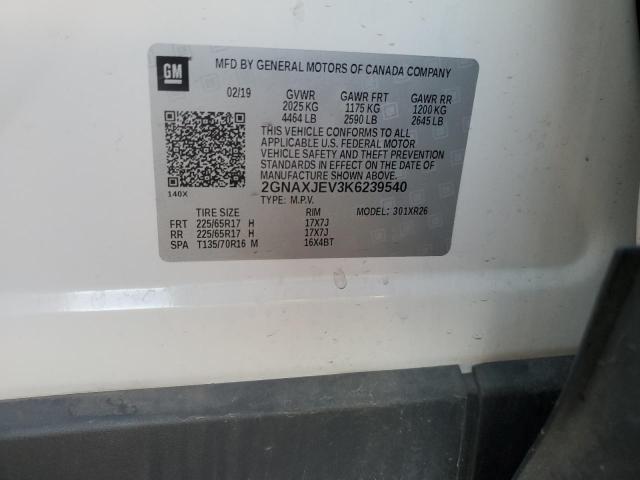 GM
MFD BY GENERAL MOTORS OF CANADA COMPANY
02/19 GVWR GAWR FRT GAWR RR
2025 KG 1175 KG 1200 KG
4464 LB 2590 LB 2645 LB
THIS VEHICLE CONFORMS TO ALL
APPLICABLE U.S. FEDERAL MOTOR
VEHICLE SAFETY AND THEFT PREVENTION
STANDARDS IN EFFECT ON THE DATE OF
MANUFACTURE SHOWN ABOVE.
140X
2GNAXJEV3K6239540
TYPE: M.P.V.
TIRE SIZE RIM MODEL: 301XR26
FRT 225/65R17 H 17X7J
RR 225/65R17 H 17X7J
SPA T135/70R16 M 16X4BT